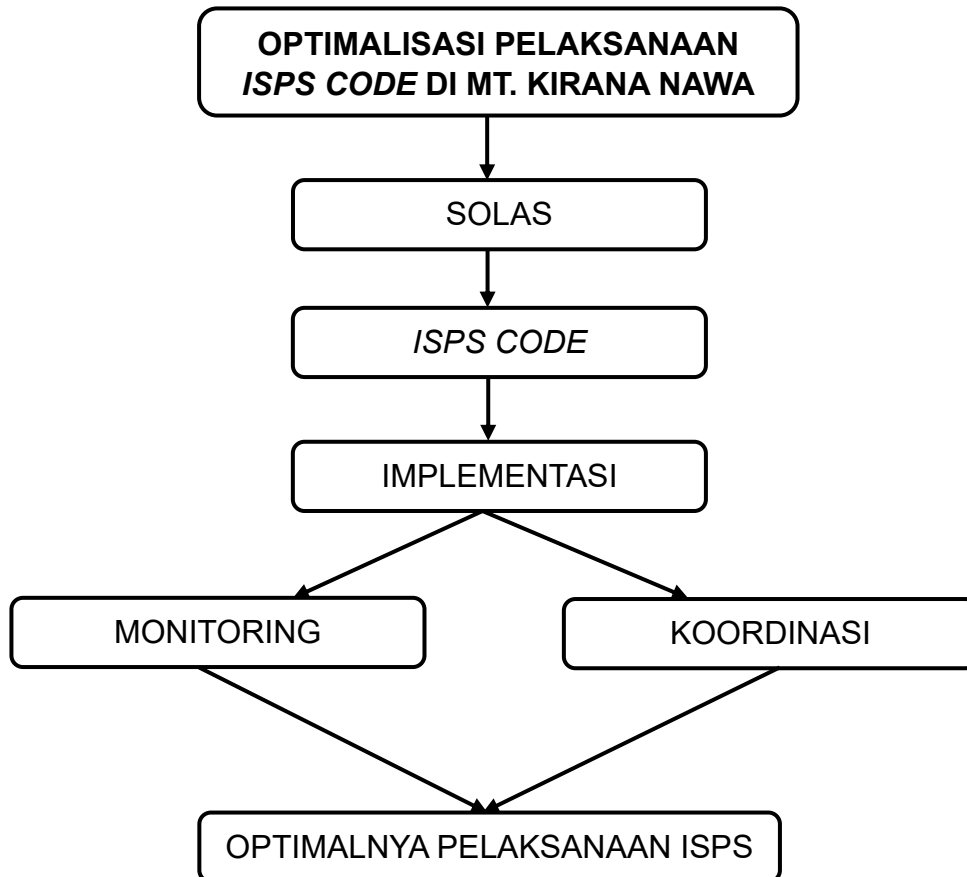 OPTIMALISASI PELAKSANAAN
ISPS CODE DI MT. KIRANA NAWA
SOLAS
ISPS CODE
IMPLEMENTASI
MONITORING
KOORDINASI
OPTIMALNYA PELAKSANAAN ISPS